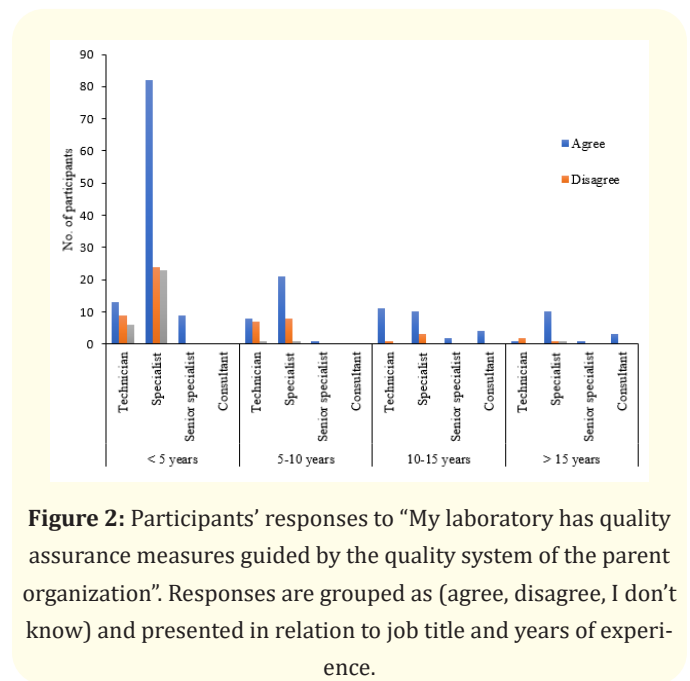 90
80
70
60
50
40
30
20
10
0
No. of participants
Agree
Disagree
Technician
Specialist
Senior specialist
Consultant
Technician
Specialist
Senior specialist
Consultant
Technician
Specialist
Senior specialist
Consultant
Technician
Specialist
Senior specialist
Consultant
< 5 years
5-10 years
10-15 years
> 15 years
Figure 2: Participants’ responses to “My laboratory has quality
assurance measures guided by the quality system of the parent
organization”. Responses are grouped as (agree, disagree, I don’t
know) and presented in relation to job title and years of experi-
ence.